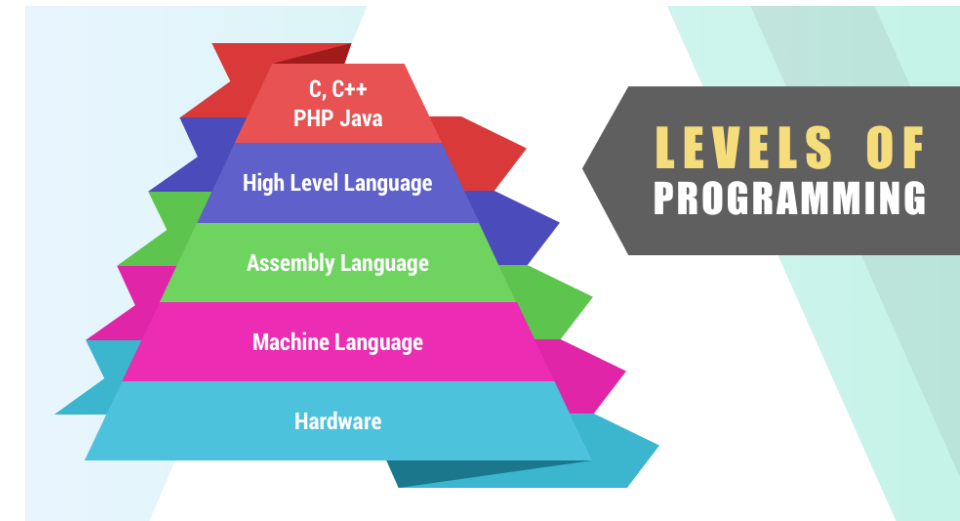 C, C++
PHP Java
High Level Language
Assembly Language
Machine Language
Hardware
LEVELS OF
PROGRAMMING